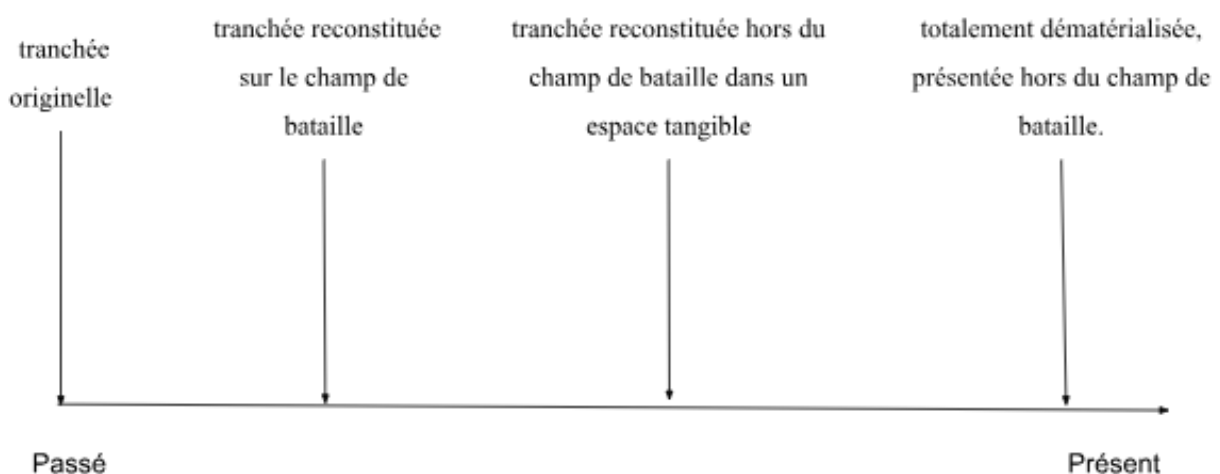 tranchée
originelle
tranchée reconstituée
sur le champ de
bataille
tranchée reconstituée hors du
champ de bataille dans un
espace tangible
totalement dématérialisée,
présentée hors du champ de
bataille.
Passé
Présent